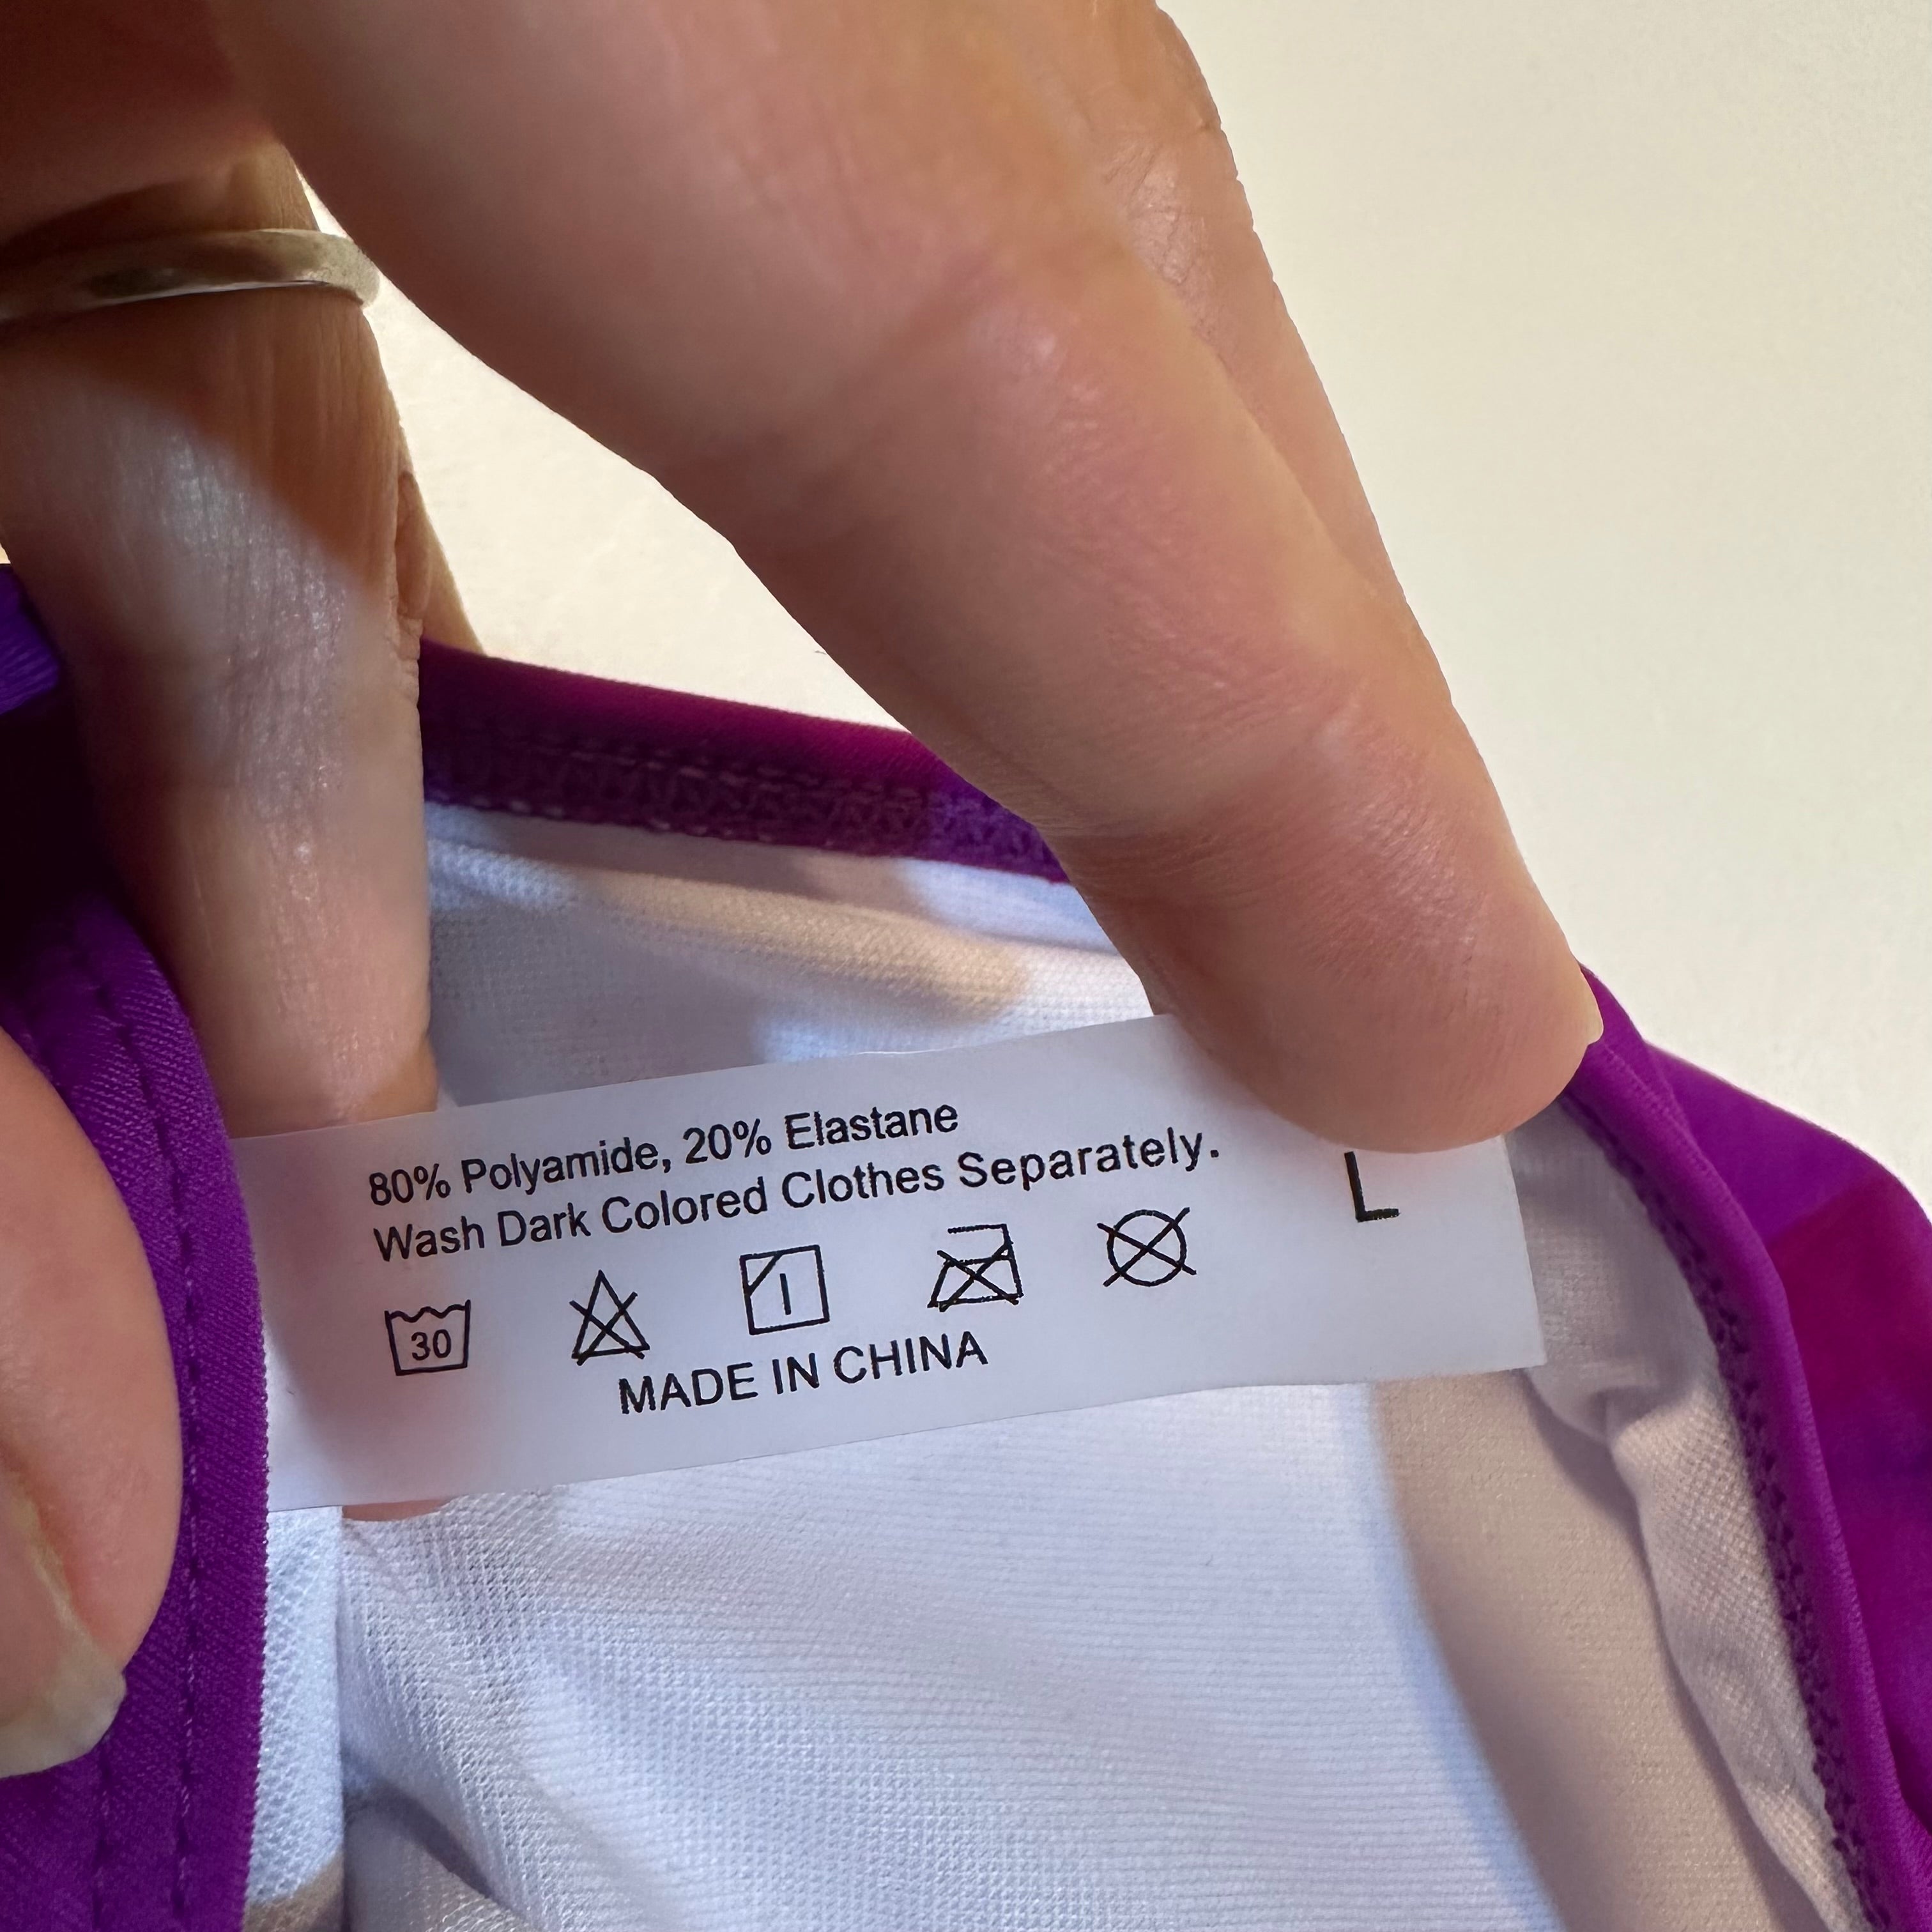 80% Polyamide, 20% Elastane
Wash Dark Colored Clothes Separately.
L
30
MADE IN CHINA